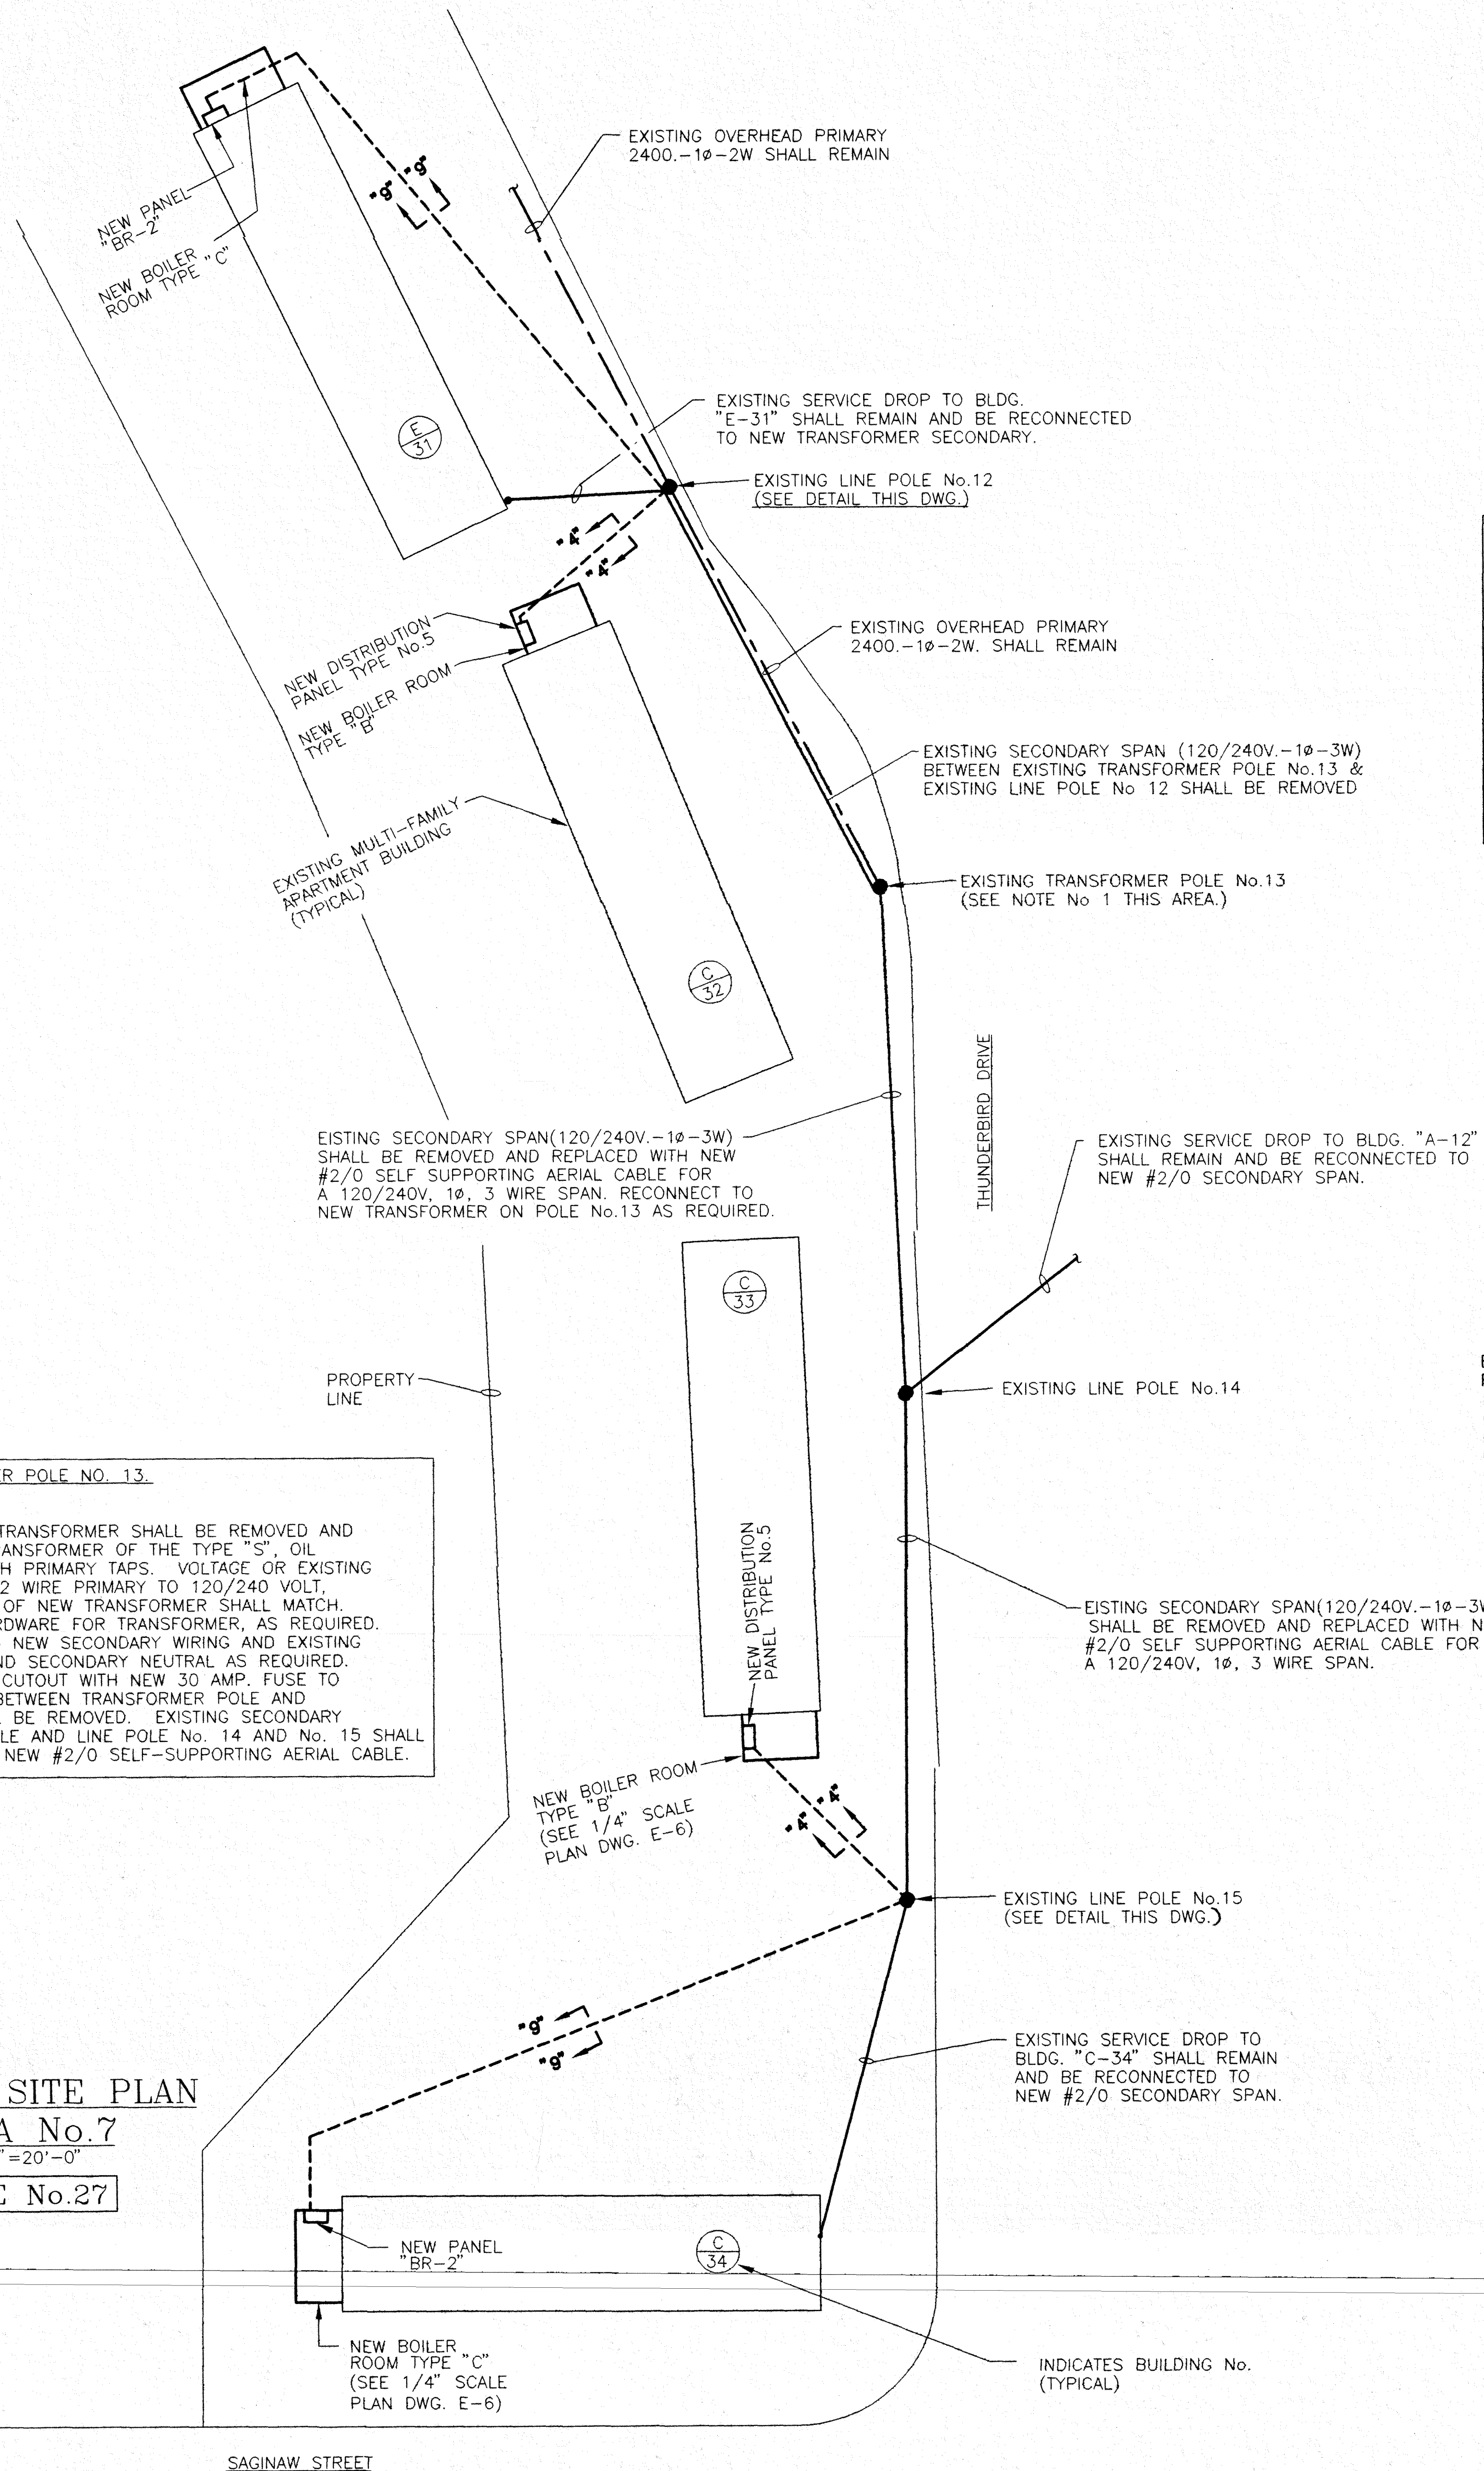 EXISTING OVERHEAD PRIMARY
2400.-1ø-2W SHALL REMAIN
"9" "9"
NEW PANEL
"BR-2"
NEW BOILER
ROOM TYPE "C"
E
31
EXISTING SERVICE DROP TO BLDG.
"E-31" SHALL REMAIN AND BE RECONNECTED
TO NEW TRANSFORMER SECONDARY.
EXISTING LINE POLE No.12
(SEE DETAIL THIS DWG.)
"4"
"4"
NEW DISTRIBUTION
PANEL TYPE No.5
NEW BOILER ROOM
TYPE "B"
EXISTING OVERHEAD PRIMARY
2400.-1ø-2W. SHALL REMAIN
EXISTING SECONDARY SPAN (120/240V.-1ø-3W)
BETWEEN EXISTING TRANSFORMER POLE No.13 &
EXISTING LINE POLE No 12 SHALL BE REMOVED
EXISTING MULTI-FAMILY
APARTMENT BUILDING
(TYPICAL)
EXISTING TRANSFORMER POLE No.13
(SEE NOTE No 1 THIS AREA.)
C
32
THUNDERBIRD DRIVE
EISTING SECONDARY SPAN(120/240V.-1ø-3W)
SHALL BE REMOVED AND REPLACED WITH NEW
#2/0 SELF SUPPORTING AERIAL CABLE FOR
A 120/240V, 1ø, 3 WIRE SPAN. RECONNECT TO
NEW TRANSFORMER ON POLE No.13 AS REQUIRED.
EXISTING SERVICE DROP TO BLDG. "A-12"
SHALL REMAIN AND BE RECONNECTED TO
NEW #2/0 SECONDARY SPAN.
C
33
PROPERTY
LINE
EXISTING LINE POLE No.14
ER POLE NO. 13.
TRANSFORMER SHALL BE REMOVED AND
ANSFORMER OF THE TYPE "S", OIL
H PRIMARY TAPS. VOLTAGE OR EXISTING
2 WIRE PRIMARY TO 120/240 VOLT,
OF NEW TRANSFORMER SHALL MATCH.
RDWARE FOR TRANSFORMER, AS REQUIRED.
NEW SECONDARY WIRING AND EXISTING
ND SECONDARY NEUTRAL AS REQUIRED.
CUTOUT WITH NEW 30 AMP. FUSE TO
BETWEEN TRANSFORMER POLE AND
BE REMOVED. EXISTING SECONDARY
LE AND LINE POLE No. 14 AND No. 15 SHALL
NEW #2/0 SELF-SUPPORTING AERIAL CABLE.
NEW DISTRIBUTION
PANEL TYPE No.5
EISTING SECONDARY SPAN(120/240V.-1ø-3W
SHALL BE REMOVED AND REPLACED WITH N
#2/0 SELF SUPPORTING AERIAL CABLE FOR
A 120/240V, 1ø, 3 WIRE SPAN.
NEW BOILER ROOM
TYPE "B"
(SEE 1/4" SCALE
PLAN DWG. E-6)
"4" "4"
EXISTING LINE POLE No.15
(SEE DETAIL THIS DWG.)
"9"
"9"
EXISTING SERVICE DROP TO
BLDG. "C-34" SHALL REMAIN
AND BE RECONNECTED TO
NEW #2/0 SECONDARY SPAN.
SITE PLAN
A No.7
"=20'-0"
E No.27
NEW PANEL
"BR-2"
C
34
NEW BOILER
ROOM TYPE "C"
(SEE 1/4" SCALE
PLAN DWG. E-6)
INDICATES BUILDING No.
(TYPICAL)
SAGINAW STREET